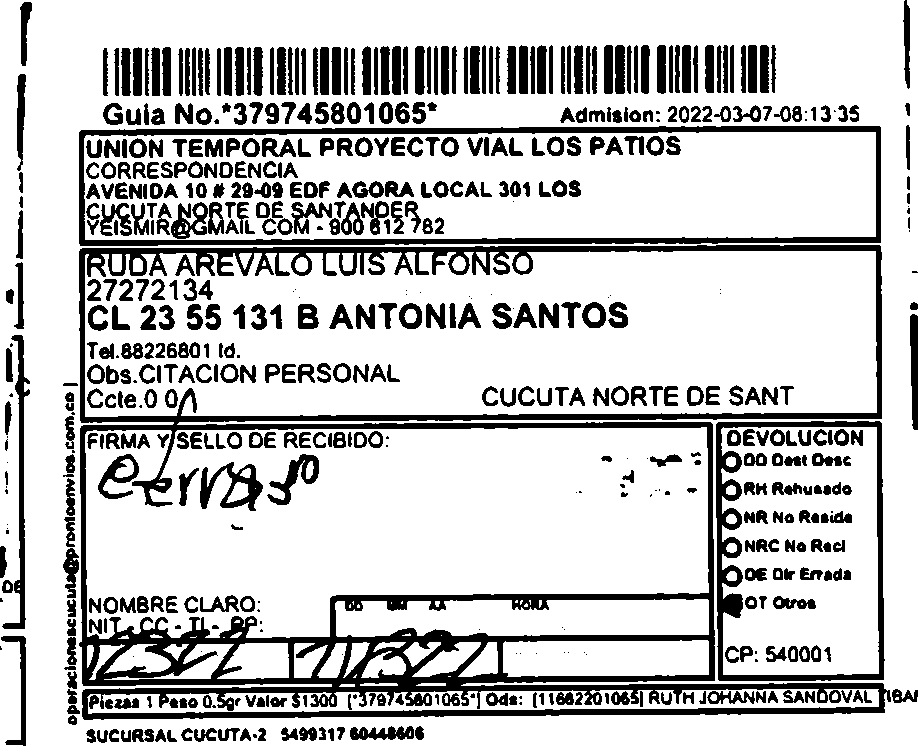 Guia No.*379745801065*
Admision: 2022-03-07-08:13:35
UNION TEMPORAL PROYECTO VIAL LOS PATIOS
CORRESPONDENCIA
AVENIDA 10 # 29-09 EDF AGORA LOCAL 301 LOS
CUCUTA NORTE DE SANTANDER
YEISMIR@GMAIL COM - 900 612 782
RUDA AREVALO LUIS ALFONSO
27272134
CL 23 55 131 B ANTONIA SANTOS
Tel.88226801 Id.
Obs.CITACION PERSONAL
Ccte.0 0
CUCUTA NORTE DE SANT
operacionescucuta@prontoenvios.com.co
FIRMA Y SELLO DE RECIBIDO:
Cerrado
NOMBRE CLARO:
NIT - CC - TI - PP:
DD MM AA HORA
DEVOLUCION
DD Dest Desc
RH Rehusado
NR No Reside
NRC No Recl
DE Dir Errada
OT Otros
CP: 540001
Piezas 1 Peso 0.5gr Valor $1300 [*379745801065*] Ods: [11662201065] RUTH JOHANNA SANDOVAL
SUCURSAL CUCUTA-2 5499317 60448606